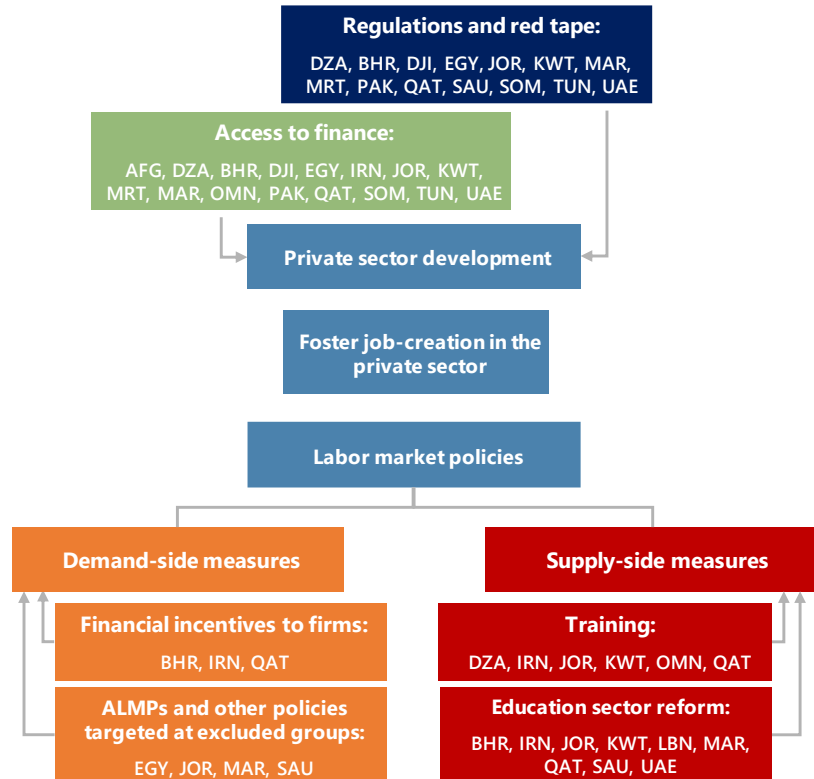 Regulations and red tape:
DZA, BHR, DJI, EGY, JOR, KWT, MAR,
MRT, PAK, QAT, SAU, SOM, TUN, UAE
Access to finance:
AFG, DZA, BHR, DJI, EGY, IRN, JOR, KWT,
MRT, MAR, OMN, PAK, QAT, SOM, TUN, UAE
Private sector development
Foster job-creation in the
private sector
Labor market policies
Demand-side measures
Financial incentives to firms:
BHR, IRN, QAT
ALMPs and other policies
targeted at excluded groups:
EGY, JOR, MAR, SAU
Supply-side measures
Training:
DZA, IRN, JOR, KWT, OMN, QAT
Education sector reform:
BHR, IRN, JOR, KWT, LBN, MAR,
QAT, SAU, UAE